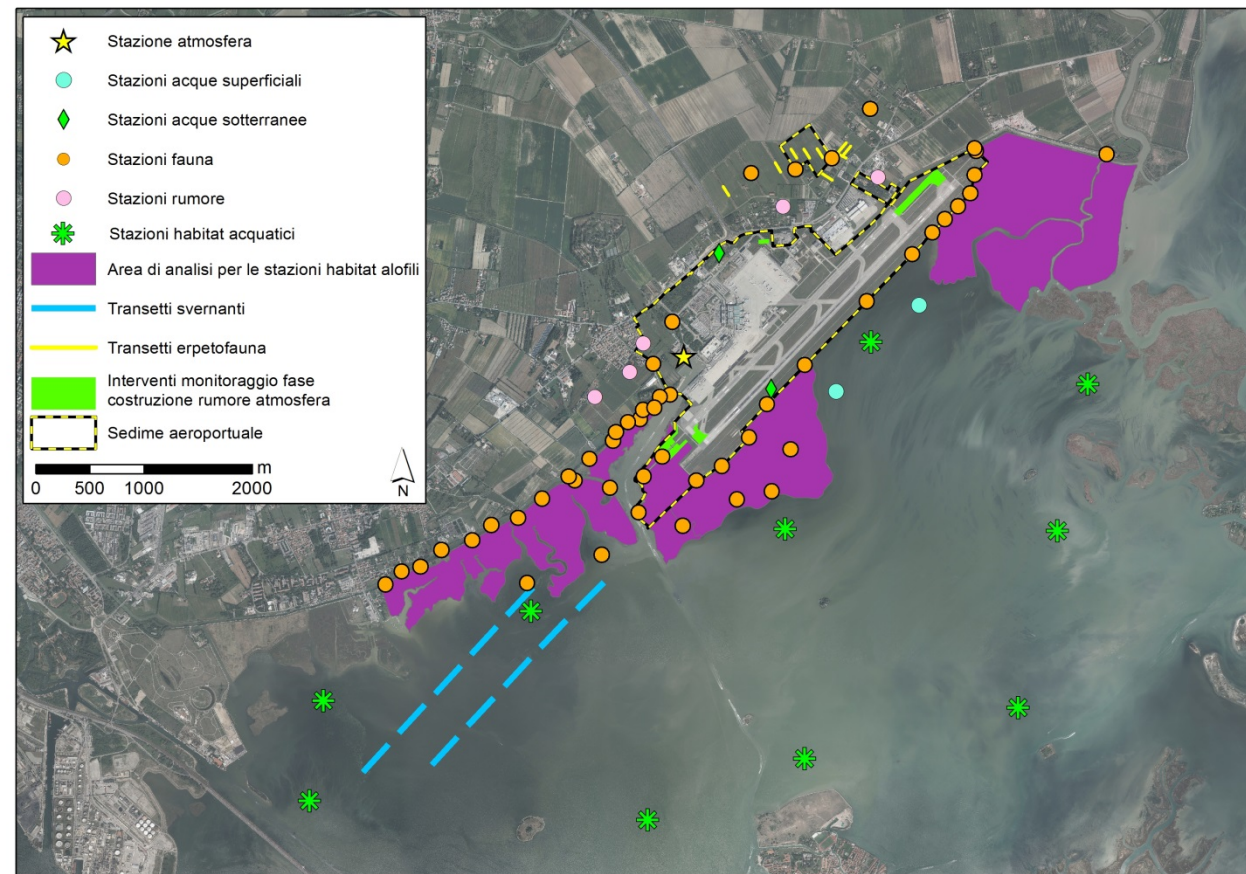 Stazione atmosfera
Stazioni acque superficiali
Stazioni acque sotterranee
Stazioni fauna
Stazioni rumore
Stazioni habitat acquatici
Area di analisi per le stazioni habitat alofili
Transetti svernanti
Transetti erpetofauna
Interventi monitoraggio fase
costruzione rumore atmosfera
Sedime aeroportuale
m
0 500 1000 2000
N